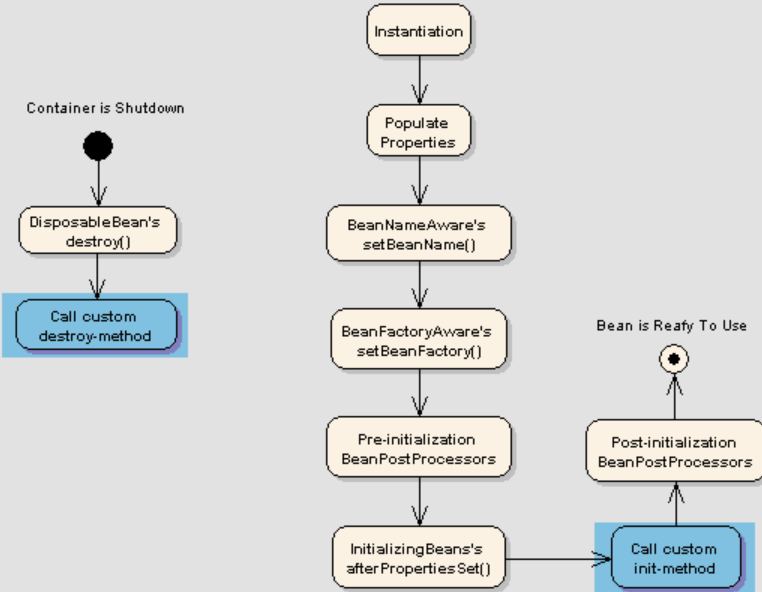 Instantiation
Container is Shutdown
Populate
Properties
DisposableBean's
destroy()
BeanNameAware's
setBeanName()
Call custom
destroy-method
BeanFactoryAware's
setBeanFactory()
Bean is Reafy To Use
Pre-initialization
BeanPostProcessors
Post-initialization
BeanPostProcessors
InitializingBeans's
afterPropertiesSet()
Call custom
init-method